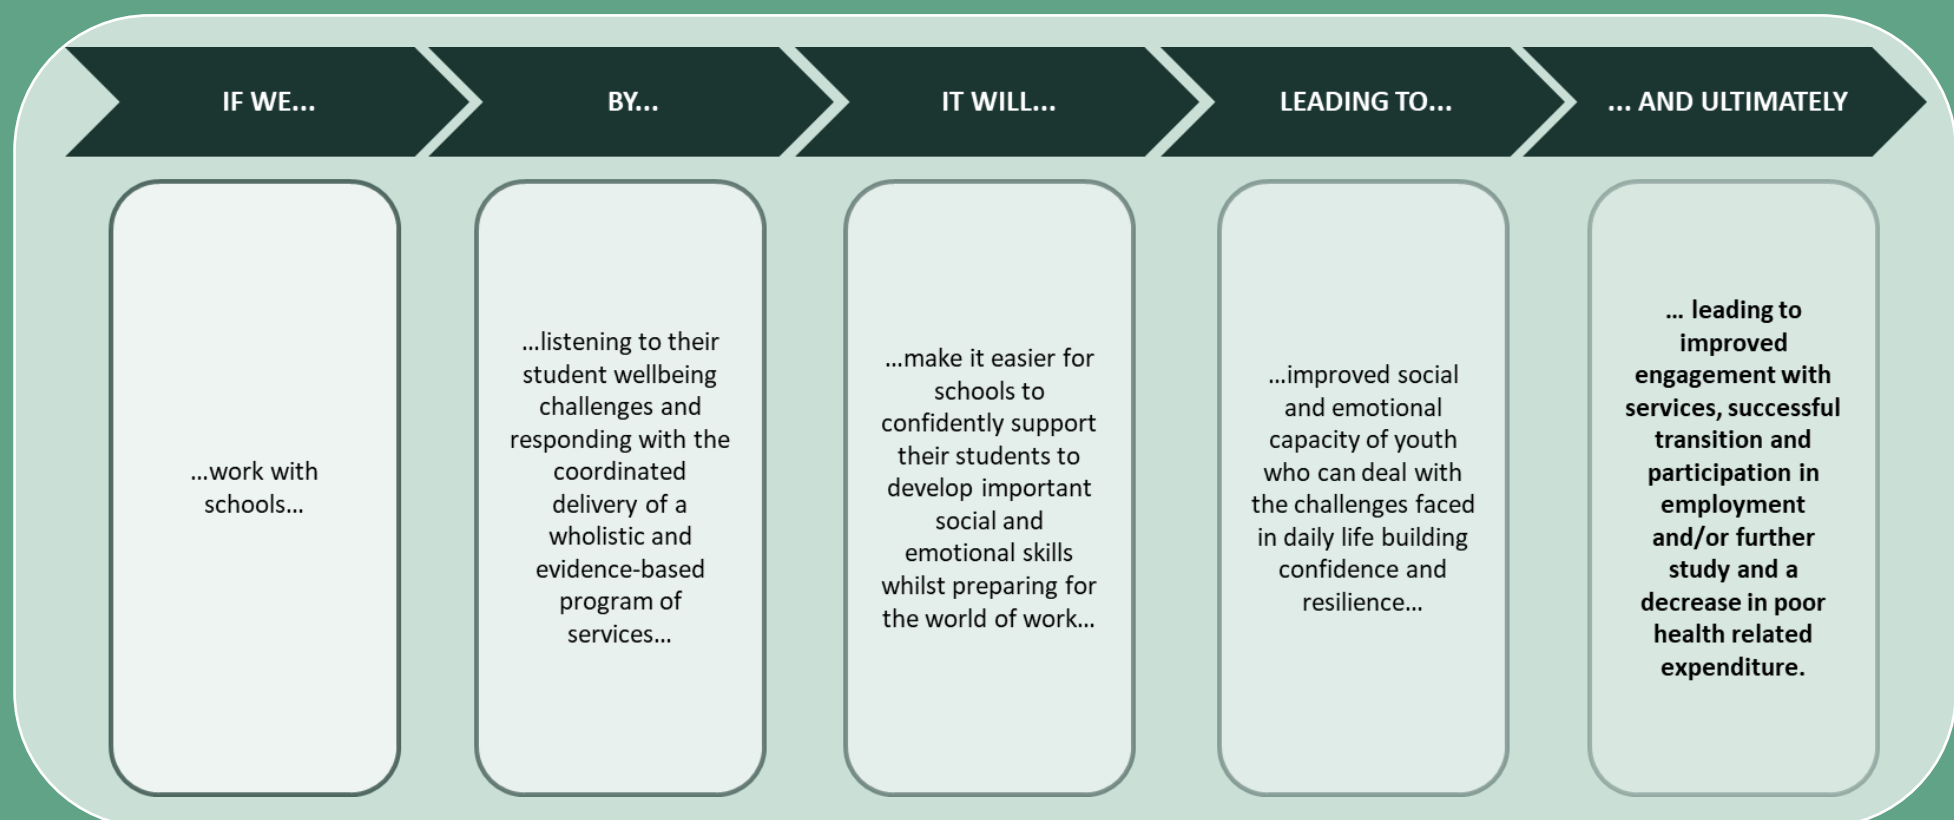 IF WE...
BY...
IT WILL...
LEADING TO...
... AND ULTIMATELY
...work with
schools...
...listening to their
student wellbeing
challenges and
responding with the
coordinated
delivery of a
wholistic and
evidence-based
program of
services...
...make it easier for
schools to
confidently support
their students to
develop important
social and
emotional skills
whilst preparing for
the world of work...
...improved social
and emotional
capacity of youth
who can deal with
the challenges faced
in daily life building
confidence and
resilience...
... leading to
improved
engagement with
services, successful
transition and
participation in
employment
and/or further
study and a
decrease in poor
health related
expenditure.